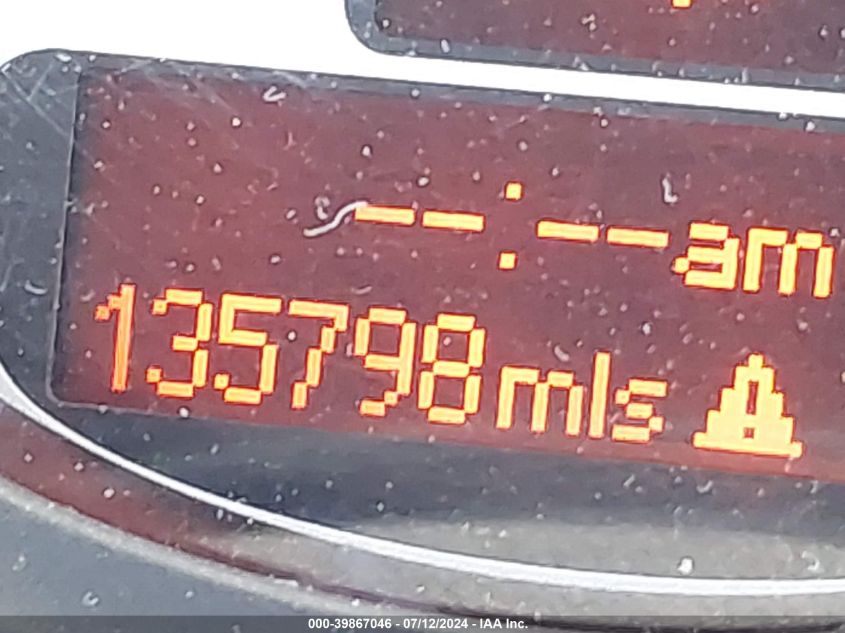 --:--am
135798mls
000-39867046 - 07/12/2024 - IAA Inc.